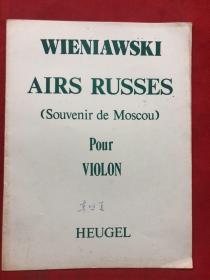 WIENIAWSKI
AIRS RUSSES
(Souvenir de Moscou)
Pour
VIOLON
HEUGEL